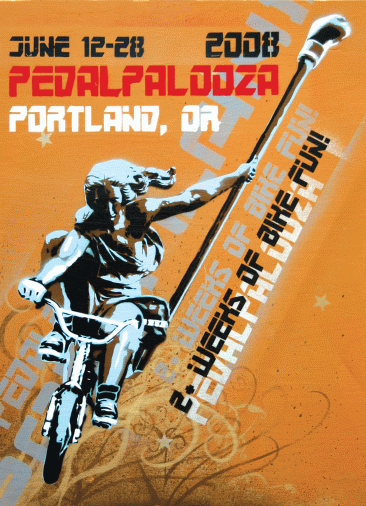 JUNE 12-28 2008
PEDALPALOOZA
PORTLAND, OR
2+ WEEKS OF BIKE FUN!
2+ WEEKS OF BIKE FUN!
PEDALPALOOZA